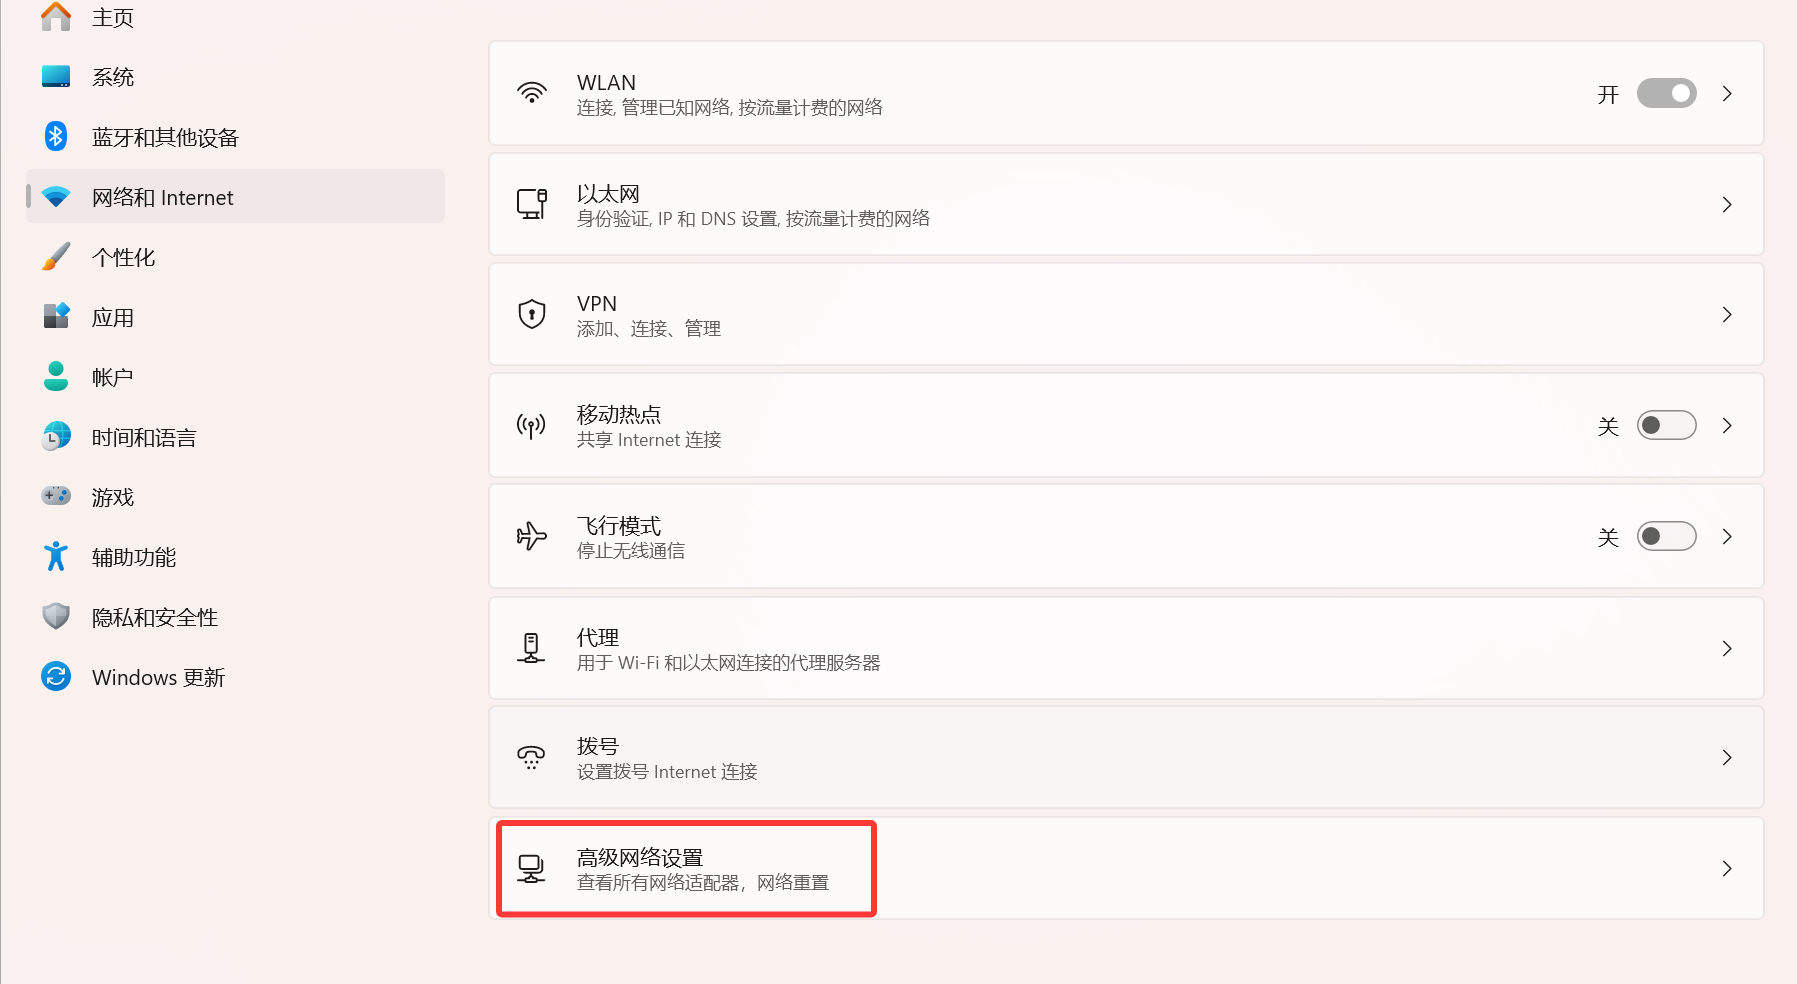 主页
系统
蓝牙和其他设备
网络和 Internet
个性化
应用
帐户
时间和语言
游戏
辅助功能
隐私和安全性
Windows 更新
WLAN
连接, 管理已知网络, 按流量计费的网络
开
以太网
身份验证, IP 和 DNS 设置, 按流量计费的网络
VPN
添加、连接、管理
移动热点
共享 Internet 连接
关
飞行模式
停止无线通信
关
代理
用于 Wi-Fi 和以太网连接的代理服务器
拨号
设置拨号 Internet 连接
高级网络设置
查看所有网络适配器，网络重置